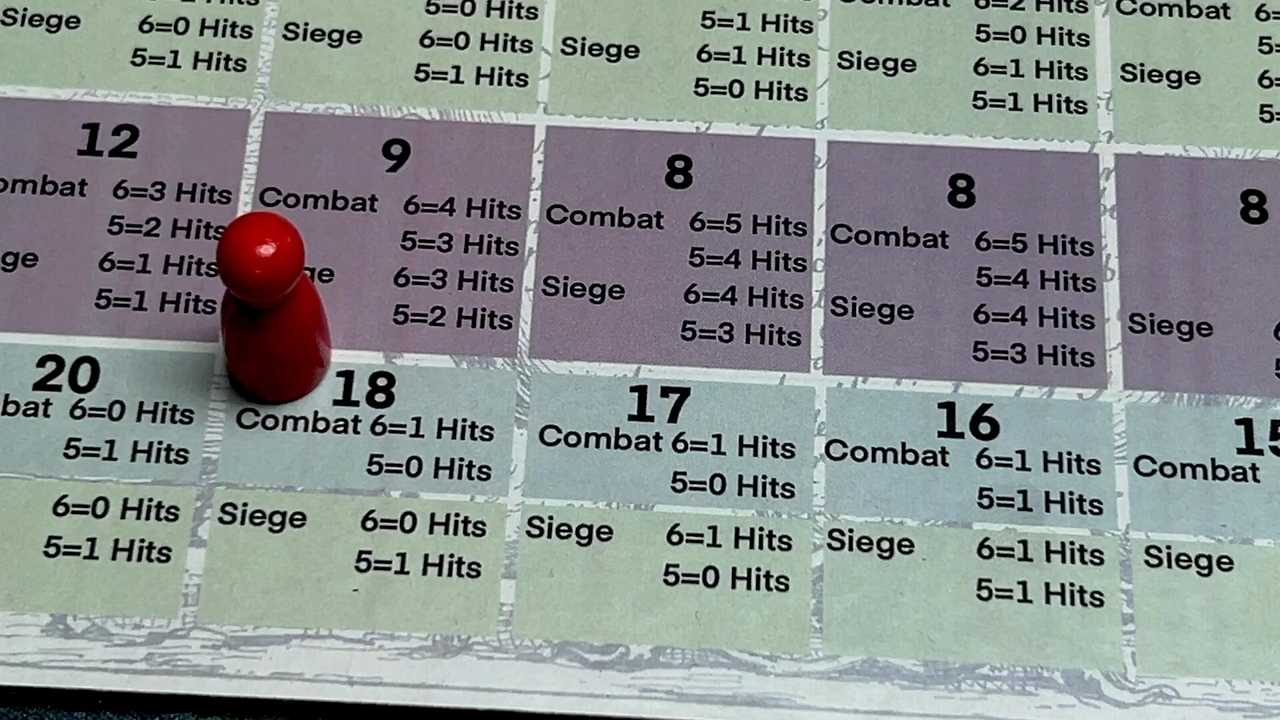 Siege 6=0 Hits
5=1 Hits
5=0 Hits
Siege 6=0 Hits
5=1 Hits
5=1 Hits
Siege 6=1 Hits
5=0 Hits
6=2 Hits
5=0 Hits
Siege 6=1 Hits
5=1 Hits
Combat
Siege
12
6=3 Hits
5=2 Hits
6=1 Hits
5=1 Hits
9
Combat 6=4 Hits
5=3 Hits
6=3 Hits
5=2 Hits
8
Combat 6=5 Hits
5=4 Hits
Siege 6=4 Hits
5=3 Hits
8
Combat 6=5 Hits
5=4 Hits
Siege 6=4 Hits
5=3 Hits
8
Siege
20
6=0 Hits
5=1 Hits
6=0 Hits
5=1 Hits
18
Combat 6=1 Hits
5=0 Hits
Siege 6=0 Hits
5=1 Hits
17
Combat 6=1 Hits
5=0 Hits
Siege 6=1 Hits
5=0 Hits
16
Combat 6=1 Hits
5=1 Hits
Siege 6=1 Hits
5=1 Hits
15
Combat
Siege